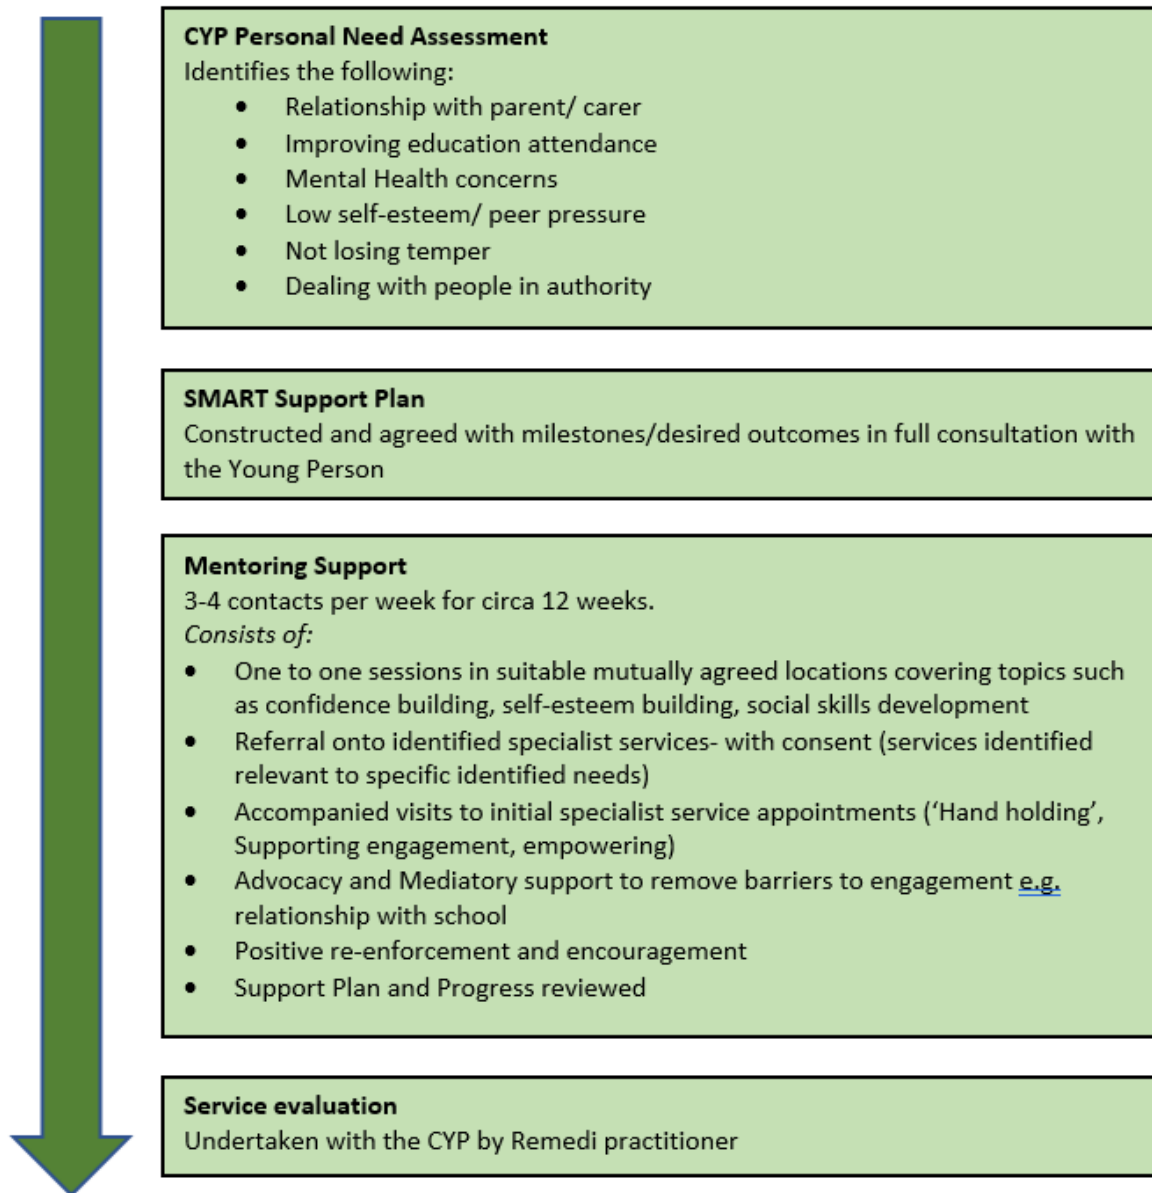 CYP Personal Need Assessment
Identifies the following:
• Relationship with parent/ carer
• Improving education attendance
• Mental Health concerns
• Low self-esteem/ peer pressure
• Not losing temper
• Dealing with people in authority
SMART Support Plan
Constructed and agreed with milestones/desired outcomes in full consultation with
the Young Person
Mentoring Support
3-4 contacts per week for circa 12 weeks.
Consists of:
• One to one sessions in suitable mutually agreed locations covering topics such
as confidence building, self-esteem building, social skills development
• Referral onto identified specialist services- with consent (services identified
relevant to specific identified needs)
• Accompanied visits to initial specialist service appointments (‘Hand holding’,
Supporting engagement, empowering)
• Advocacy and Mediatory support to remove barriers to engagement e.g.
relationship with school
• Positive re-enforcement and encouragement
• Support Plan and Progress reviewed
Service evaluation
Undertaken with the CYP by Remedi practitioner